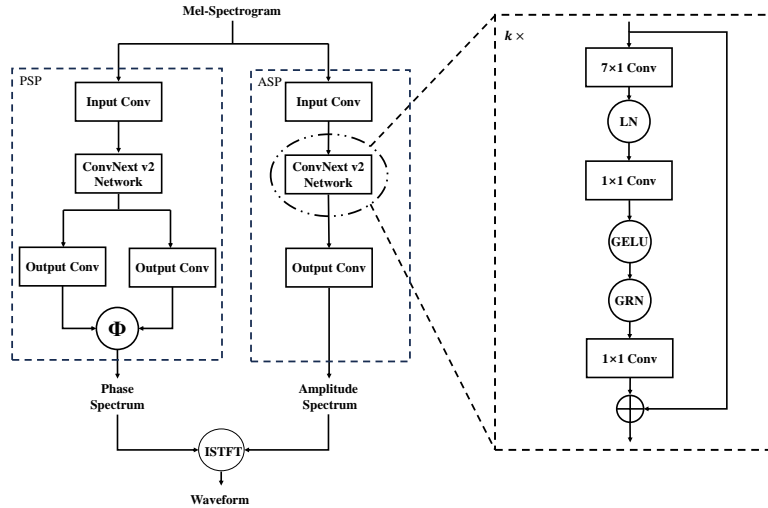 Mel-Spectrogram
PSP
Input Conv
ConvNext v2
Network
Output Conv
Output Conv
Φ
Phase
Spectrum
ASP
Input Conv
ConvNext v2
Network
Output Conv
Amplitude
Spectrum
ISTFT
Waveform
k ×
7×1 Conv
LN
1×1 Conv
GELU
GRN
1×1 Conv